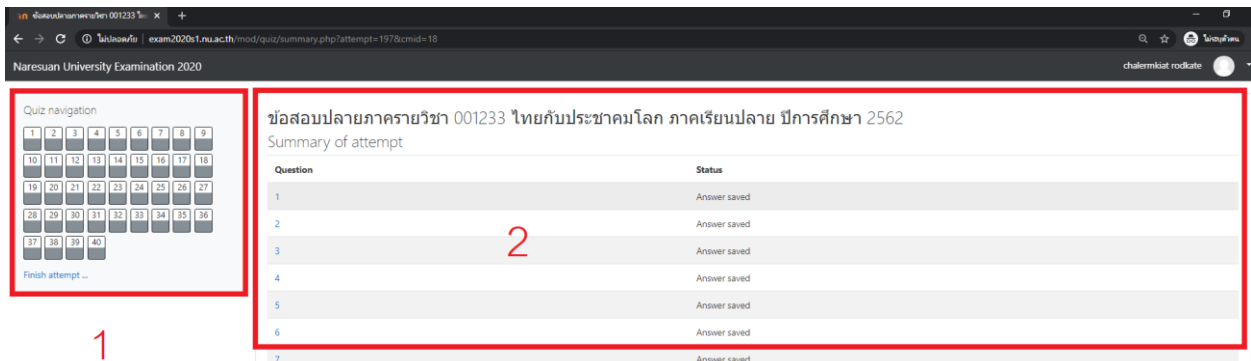 ข้อสอบปลายภาครายวิชา 001233 ไท
ไม่ปลอดภัย | exam2020s1.nu.ac.th/mod/quiz/summary.php?attempt=197&cmid=18
ไม่ระบุตัวตน
Naresuan University Examination 2020
chalermkiat rodkate
Quiz navigation
1 2 3 4 5 6 7 8 9
10 11 12 13 14 15 16 17 18
19 20 21 22 23 24 25 26 27
28 29 30 31 32 33 34 35 36
37 38 39 40
Finish attempt ...
1
ข้อสอบปลายภาครายวิชา 001233 ไทยกับประชาคมโลก ภาคเรียนปลาย ปีการศึกษา 2562
Summary of attempt
Question Status
1 Answer saved
2 Answer saved
3 Answer saved
4 Answer saved
5 Answer saved
6 Answer saved
7 Answer saved
2